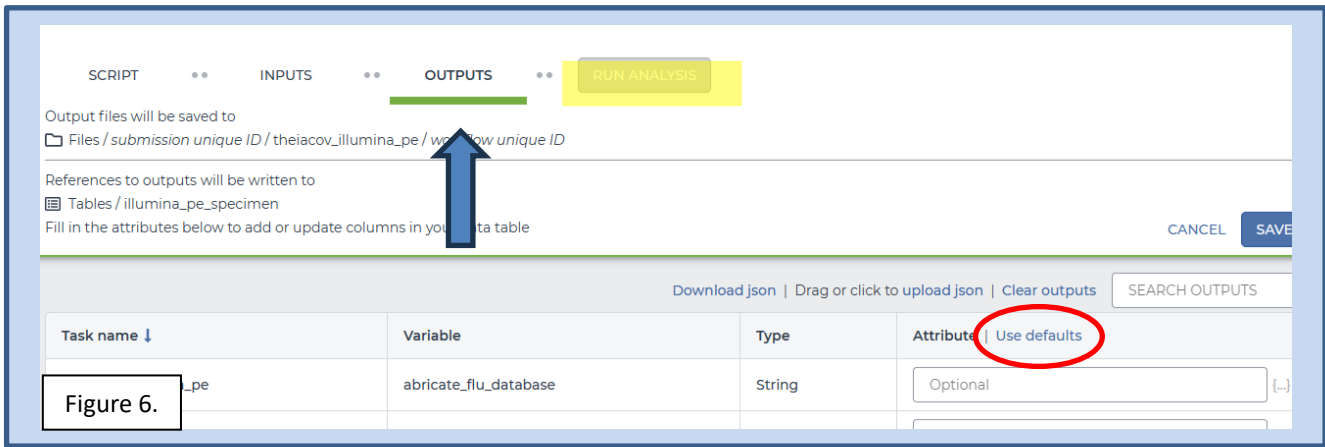 SCRIPT INPUTS OUTPUTS RUN ANALYSIS
Output files will be saved to
Files / submission unique ID / theiacov_illumina_pe / unique ID
References to outputs will be written to
Tables / illumina_pe_specimen
Fill in the attributes below to add or update columns in table
CANCEL SAVE
Download json | Drag or click to upload json | Clear outputs SEARCH OUTPUTS
Task name ↓ Variable Type Attribute | Use defaults
_pe abricate_flu_database String Optional {...}
Figure 6.